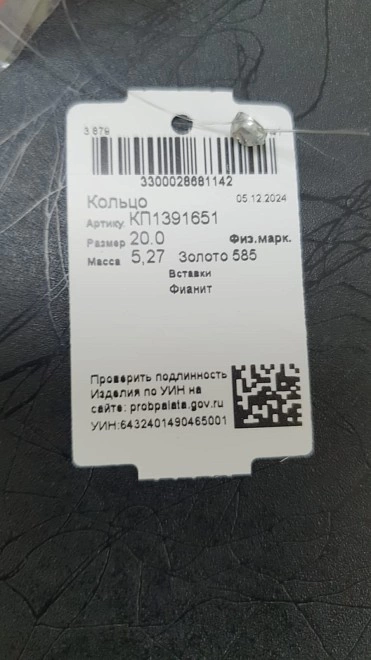 3 879
3300028681142
Кольцо 05.12.2024
Артикул КП1391651
Размер 20.0 Физ.марк.
Масса 5,27 Золото 585
Вставки
Фианит
Проверить подлинность
Изделия по УИН на
сайте: probpalata.gov.ru
УИН:6432401490465001